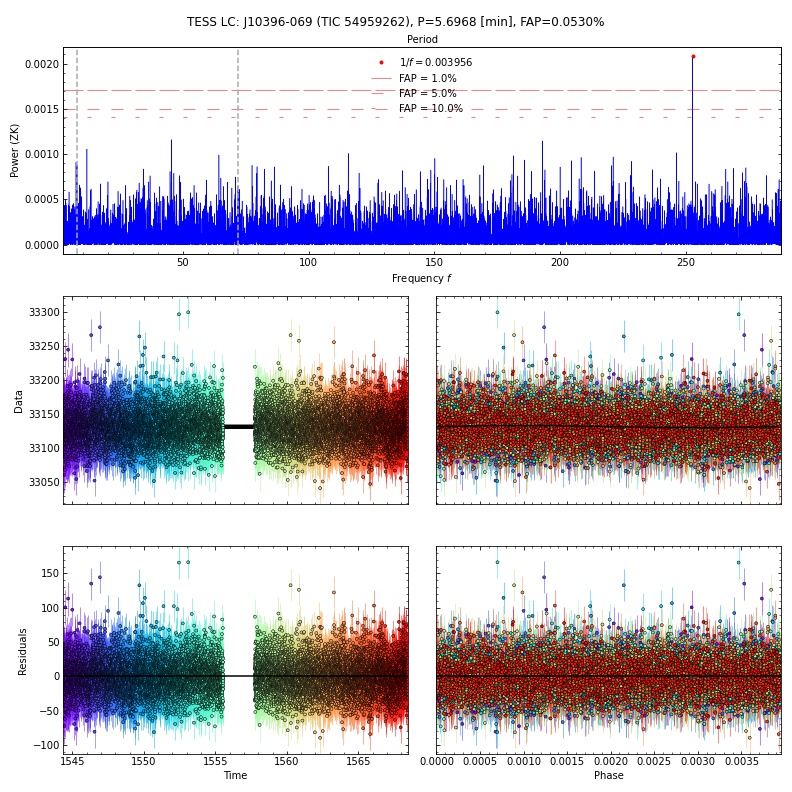 TESS LC: J10396-069 (TIC 54959262), P=5.6968 [min], FAP=0.0530%
Period
1/f = 0.003956
FAP = 1.0%
FAP = 5.0%
FAP = 10.0%
0.0020
0.0015
0.0010
0.0005
0.0000
Power (ZK)
50 100 150 200 250
Frequency f
33300
33250
33200
33150
33100
33050
Data
150
100
50
0
−50
−100
Residuals
1545 1550 1555 1560 1565
Time
0.0000 0.0005 0.0010 0.0015 0.0020 0.0025 0.0030 0.0035
Phase